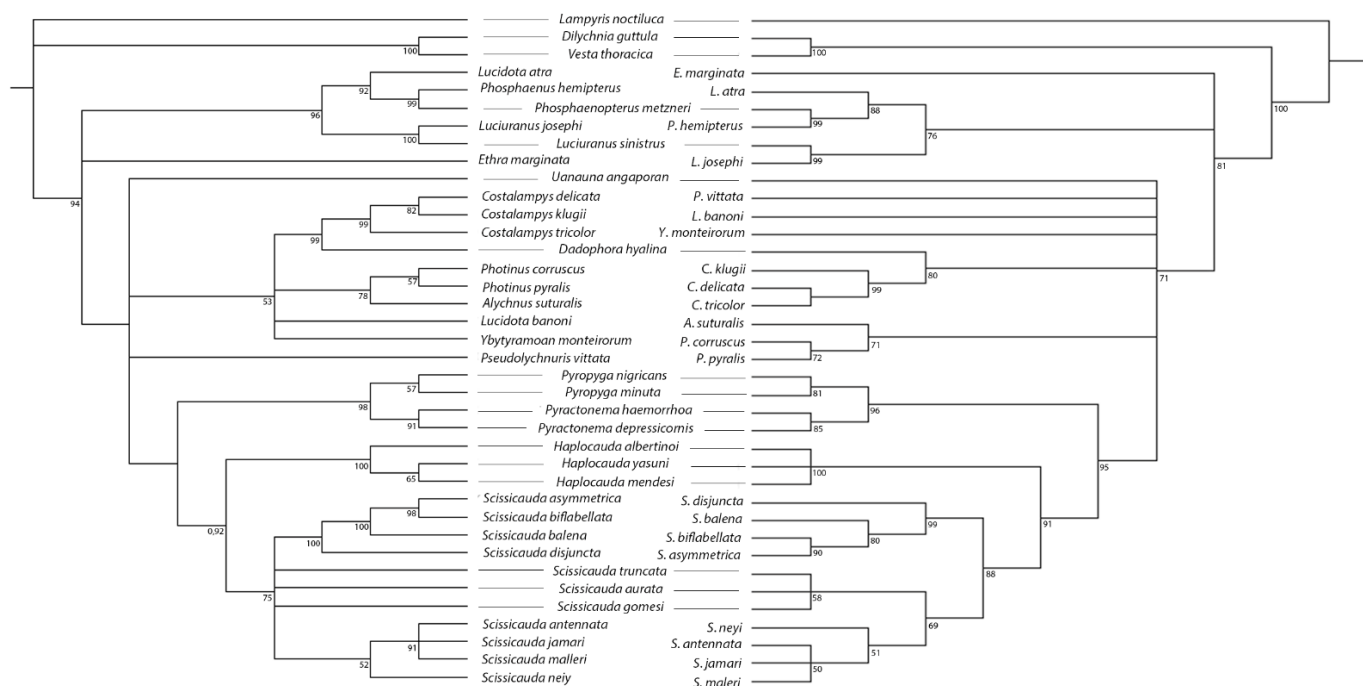 Lampyris noctiluca
Dilychnia guttula
100
100
Vesta thoracica
Lucidota atra
E. marginata
92
Phosphaenus hemipterus
L. atra
99
88
100
Phosphaenopterus metzneri
96
99
Luciuranus josephi
P. hemipterus
76
100
Luciuranus sinistrus
99
Ethra marginata
L. josephi
81
Uanauna angaporan
94
Costalampys delicata
P. vittata
82
Costalampys klugii
L. banoni
99
Costalampys tricolor
Y. monteirorum
99
Dadophora hyalina
Photinus corruscus
C. klugii
80
71
57
Photinus pyralis
C. delicata
99
53
78
Alychnus suturalis
C. tricolor
Lucidota banoni
A. suturalis
Ybytyramoan monteirorum
P. corruscus
71
Pseudolychnuris vittata
P. pyralis
72
Pyropyga nigricans
57
Pyropyga minuta
81
98
Pyractonema haemorrhoa
96
91
Pyractonema depressicornis
85
Haplocauda albertinoi
100
Haplocauda yasuni
95
65
Haplocauda mendesi
100
Scissicauda asymmetrica
S. disjuncta
98
Scissicauda biflabellata
S. balena
99
91
0,92
100
Scissicauda balena
S. biflabellata
80
100
Scissicauda disjuncta
S. asymmetrica
90
Scissicauda truncata
88
75
Scissicauda aurata
58
Scissicauda gomesi
Scissicauda antennata
S. neyi
69
91
Scissicauda jamari
S. antennata
51
52
Scissicauda malleri
S. jamari
50
Scissicauda neiy
S. maleri